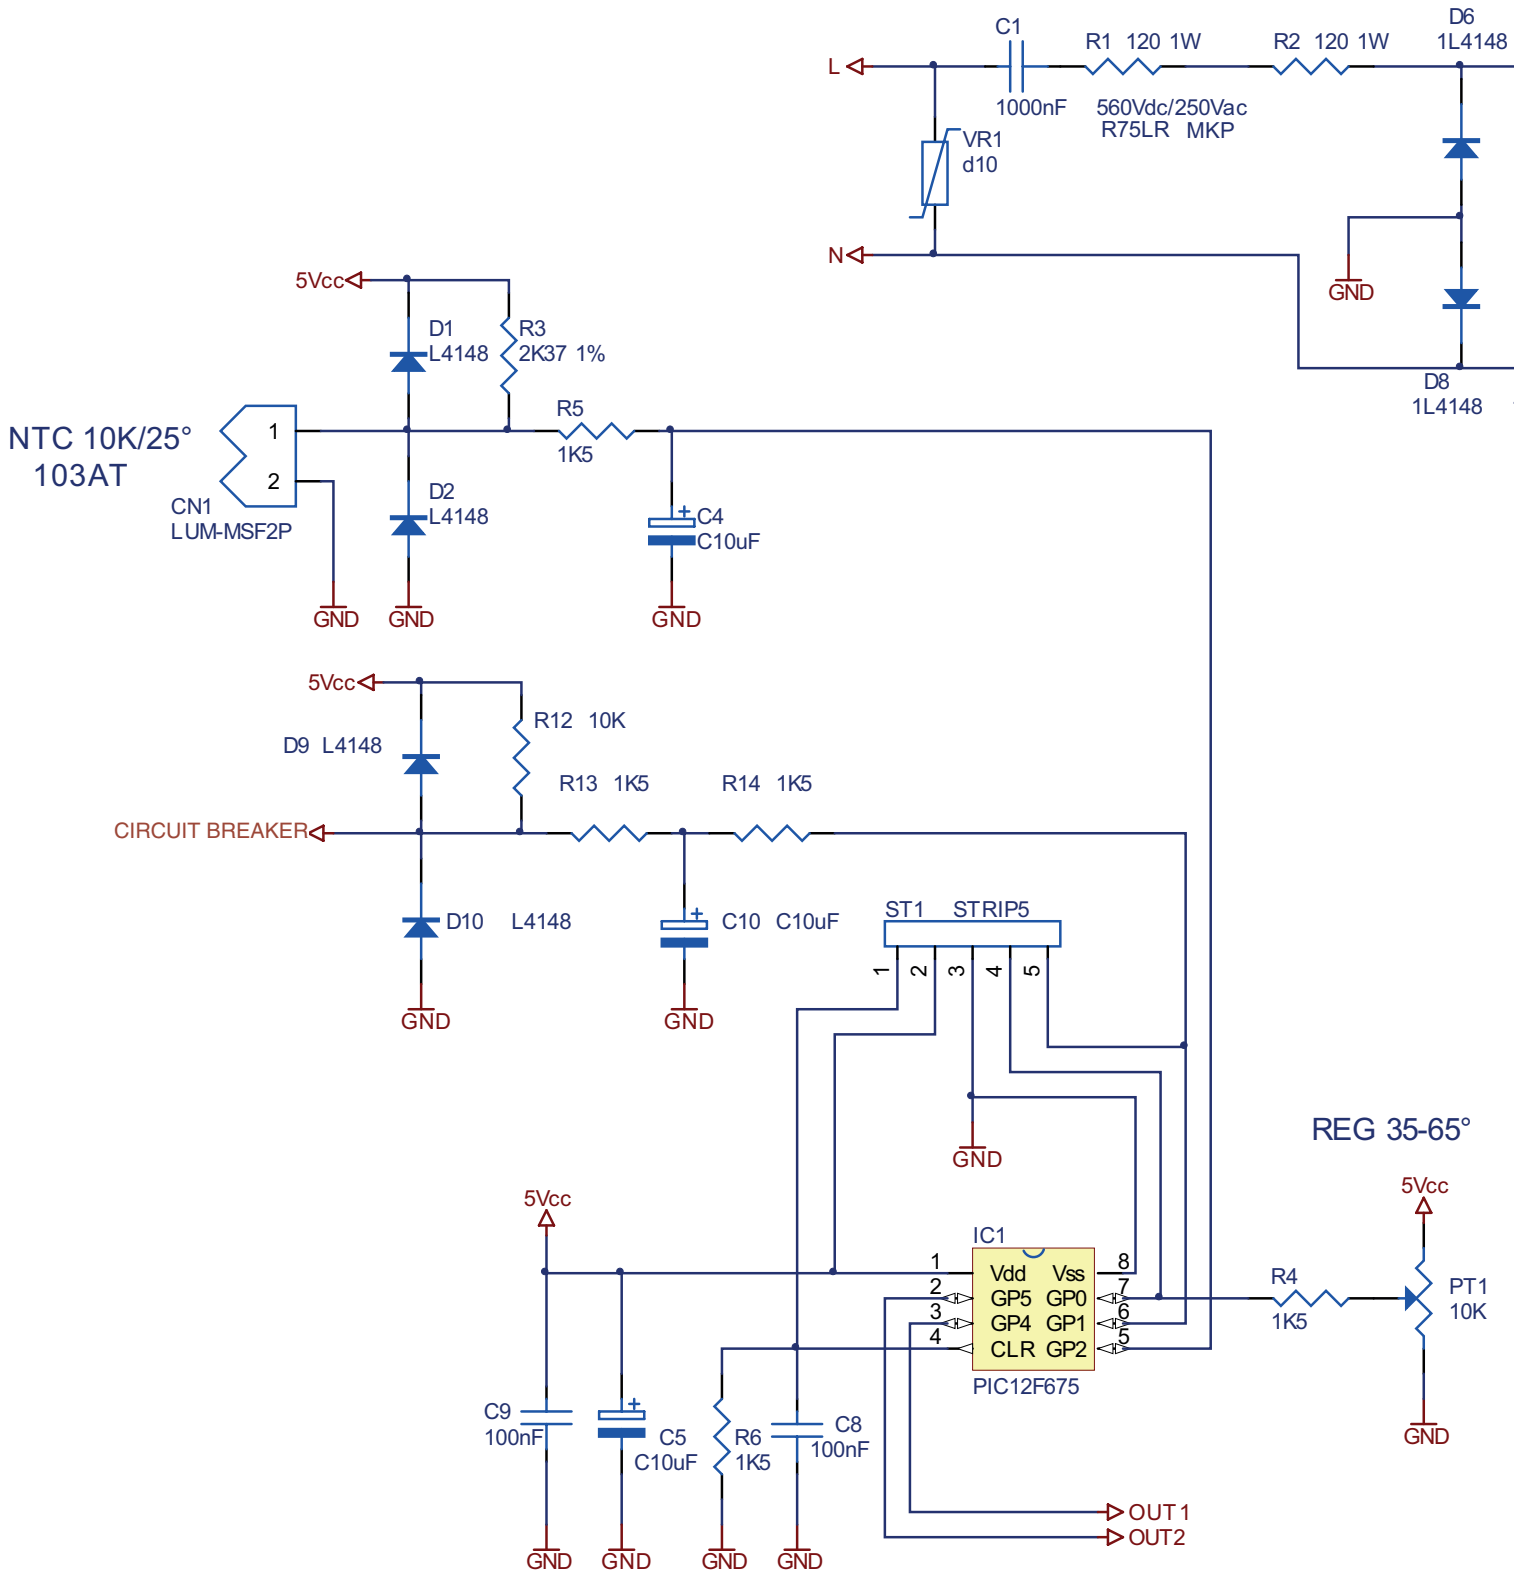 C1
R1 120 1W
R2 120 1W
D6
1L4148
L
1000nF
560Vdc/250Vac
R75LR MKP
VR1
d10
N
GND
D8
1L4148
5Vcc
D1
L4148
R3
2K37 1%
NTC 10K/25°
103AT
1
2
CN1
LUM-MSF2P
R5
1K5
D2
L4148
C4
C10uF
GND
GND
GND
5Vcc
R12 10K
D9 L4148
R13 1K5
R14 1K5
CIRCUIT BREAKER
D10 L4148
C10 C10uF
GND
GND
ST1 STRIP5
1
2
3
4
5
GND
REG 35-65°
5Vcc
5Vcc
IC1
1
Vdd
Vss
8
2
GP5
GP0
7
3
GP4
GP1
6
4
CLR
GP2
5
PIC12F675
R4
1K5
PT1
10K
GND
C9
100nF
C5
C10uF
R6
1K5
C8
100nF
OUT1
OUT2
GND
GND
GND
GND